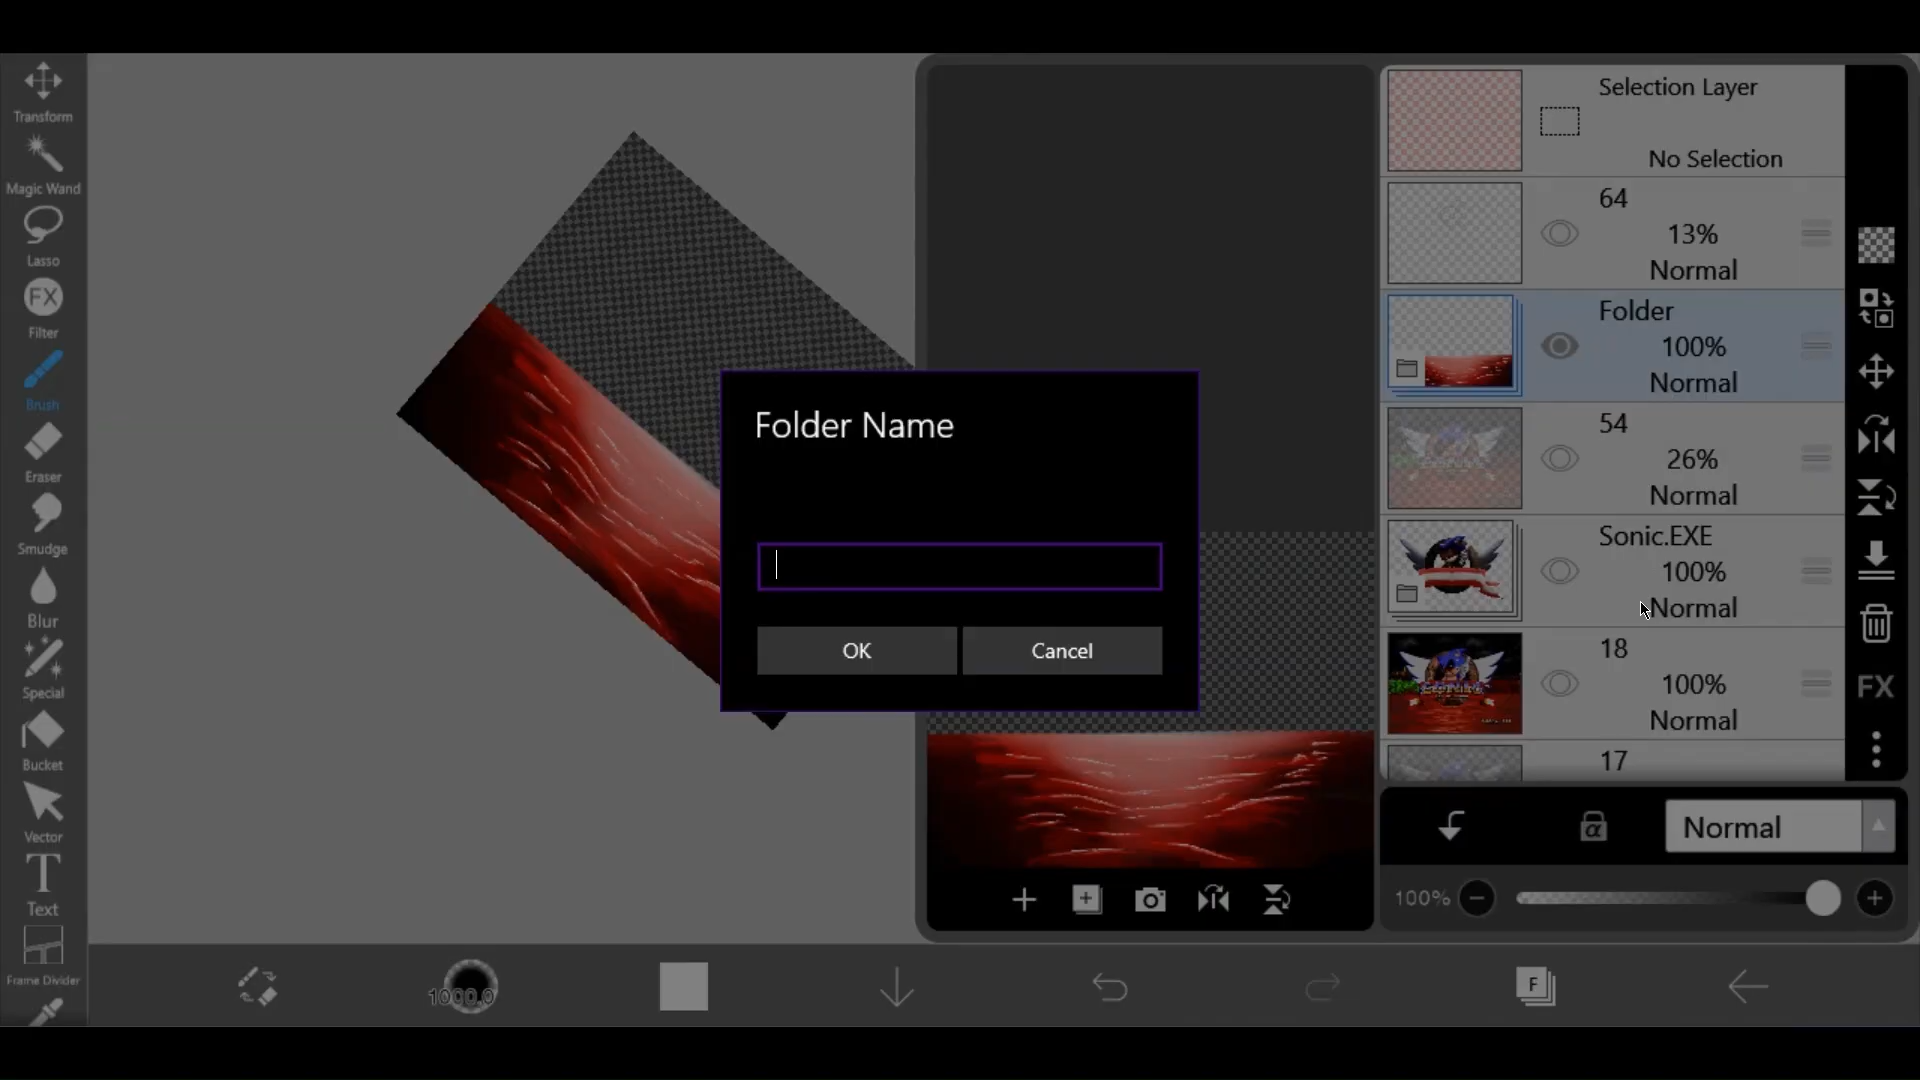 Transform
Magic Wand
Lasso
FX
Filter
Brush
Eraser
Smudge
Blur
Special
Bucket
Vector
T
Text
Frame Divider
Folder Name
OK
Cancel
Selection Layer
No Selection
64
13%
Normal
Folder
100%
Normal
54
26%
Normal
Sonic.EXE
100%
Normal
18
100%
Normal
17
FX
α
Normal
100%
1000.0
F